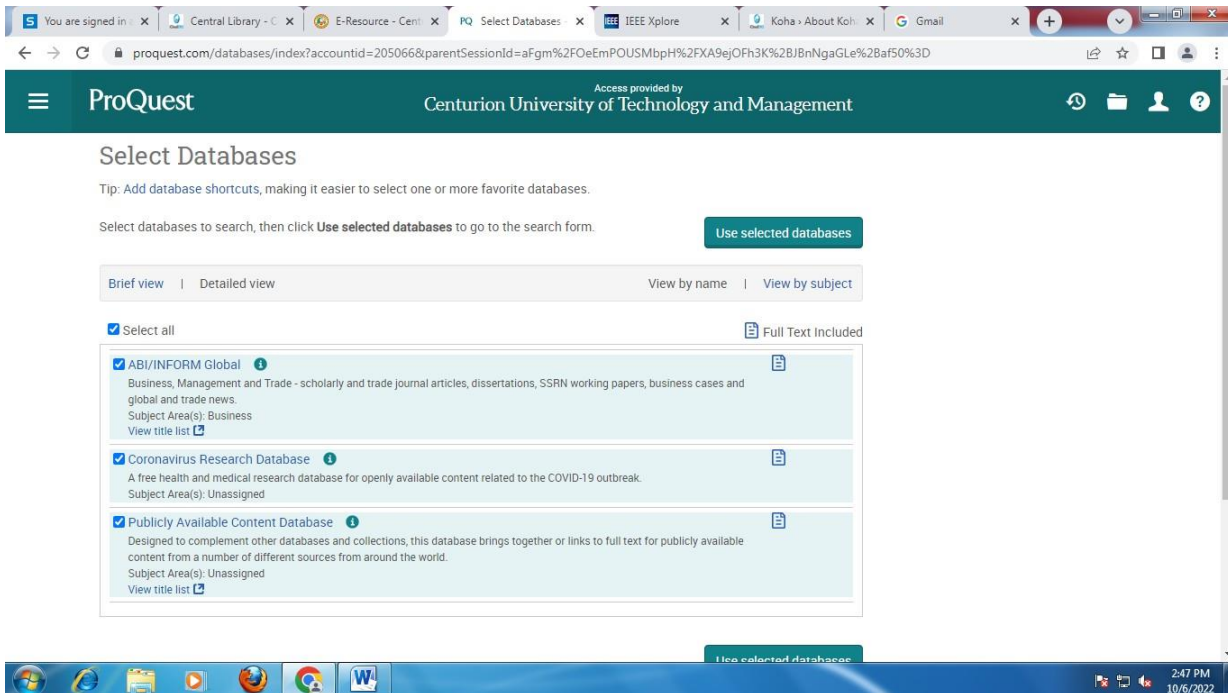 You are signed in
Central Library - C
E-Resource - Cent
PQ Select Databases -
IEEE IEEE Xplore
Koha › About Koh
G Gmail
proquest.com/databases/index?accountid=205066&parentSessionId=aFgm%2FOeEmPOUSMbpH%2FXA9ejOFh3K%2BJBnNgaGLe%2Baf50%3D
ProQuest
Access provided by
Centurion University of Technology and Management
Select Databases
Tip: Add database shortcuts, making it easier to select one or more favorite databases.
Select databases to search, then click Use selected databases to go to the search form.
Use selected databases
Brief view | Detailed view
View by name | View by subject
Select all
Full Text Included
ABI/INFORM Global
Business, Management and Trade - scholarly and trade journal articles, dissertations, SSRN working papers, business cases and
global and trade news.
Subject Area(s): Business
View title list
Coronavirus Research Database
A free health and medical research database for openly available content related to the COVID-19 outbreak.
Subject Area(s): Unassigned
Publicly Available Content Database
Designed to complement other databases and collections, this database brings together or links to full text for publicly available
content from a number of different sources from around the world.
Subject Area(s): Unassigned
View title list
Use selected databases
2:47 PM
10/6/2022